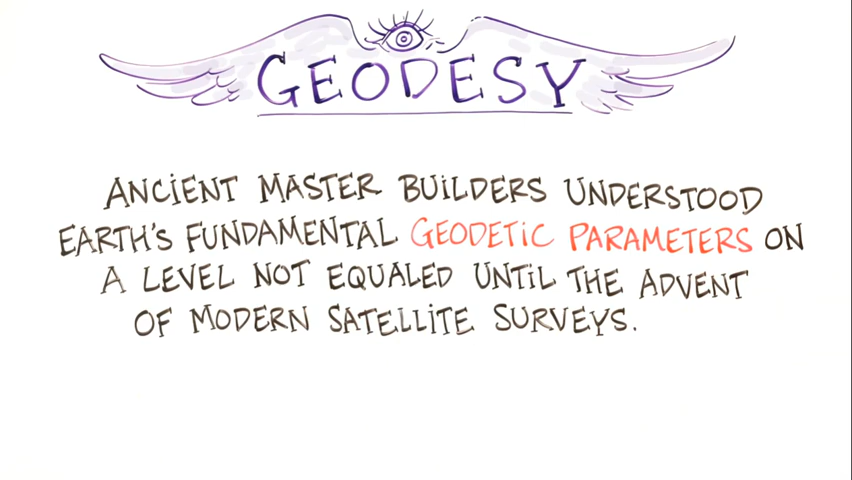 GEODESY
ANCIENT MASTER BUILDERS UNDERSTOOD
EARTH'S FUNDAMENTAL GEODETIC PARAMETERS ON
A LEVEL NOT EQUALED UNTIL THE ADVENT
OF MODERN SATELLITE SURVEYS.